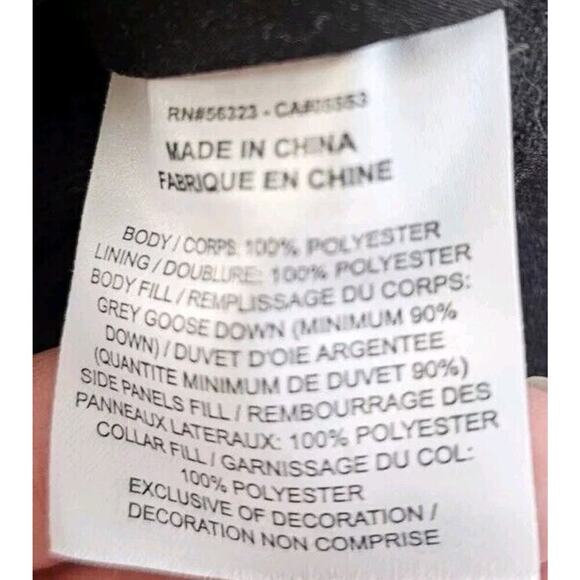 RN#56323 - CA#
MADE IN CHINA
FABRIQUE EN CHINE
BODY / CORPS: 100% POLYESTER
LINING / DOUBLURE: 100% POLYESTER
BODY FILL / REMPLISSAGE DU CORPS:
GREY GOOSE DOWN (MINIMUM 90%
DOWN) / DUVET D'OIE ARGENTEE
(QUANTITE MINIMUM DE DUVET 90%)
SIDE PANELS FILL / REMBOURRAGE DES
PANNEAUX LATERAUX: 100% POLYESTER
COLLAR FILL / GARNISSAGE DU COL:
100% POLYESTER
EXCLUSIVE OF DECORATION /
DECORATION NON COMPRISE